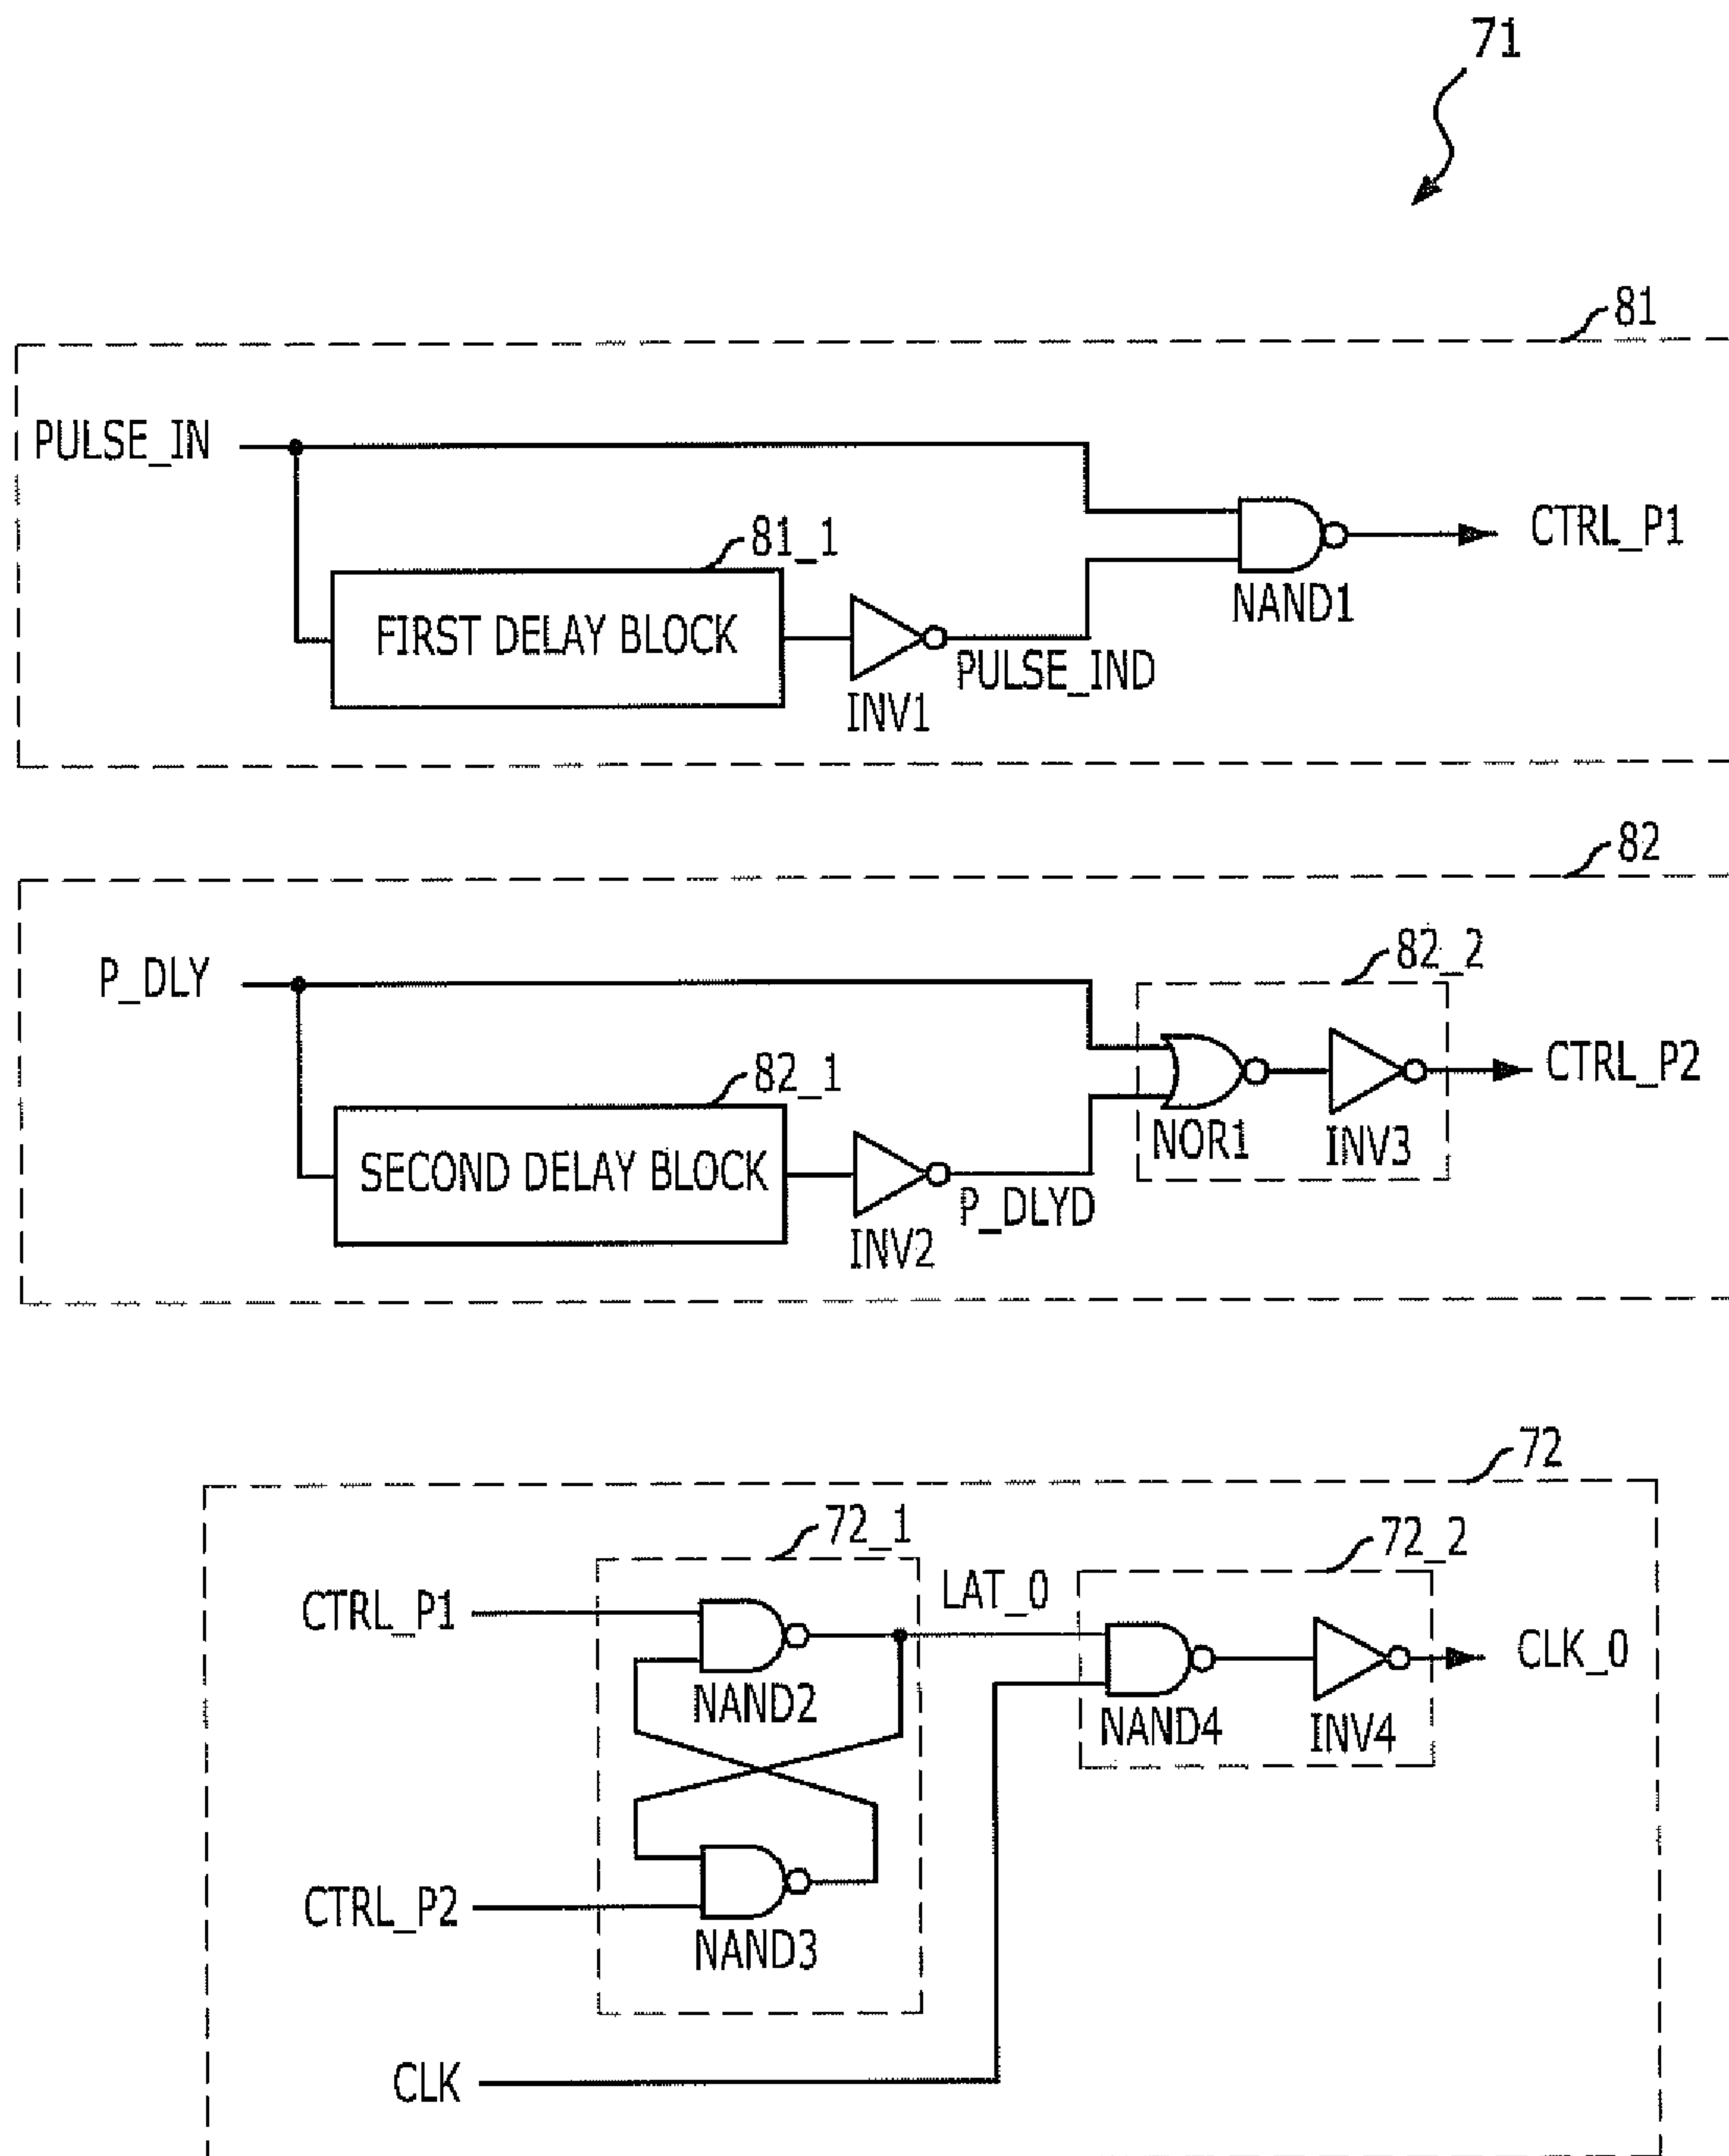 71
81
PULSE_IN
81_1
CTRL_P1
FIRST DELAY BLOCK
NAND1
PULSE_IND
INV1
82
P_DLY
82_2
82_1
CTRL_P2
SECOND DELAY BLOCK
NOR1
INV3
P_DLYD
INV2
72
72_1
72_2
CTRL_P1
LAT_0
CLK_0
NAND2
NAND4
INV4
CTRL_P2
NAND3
CLK